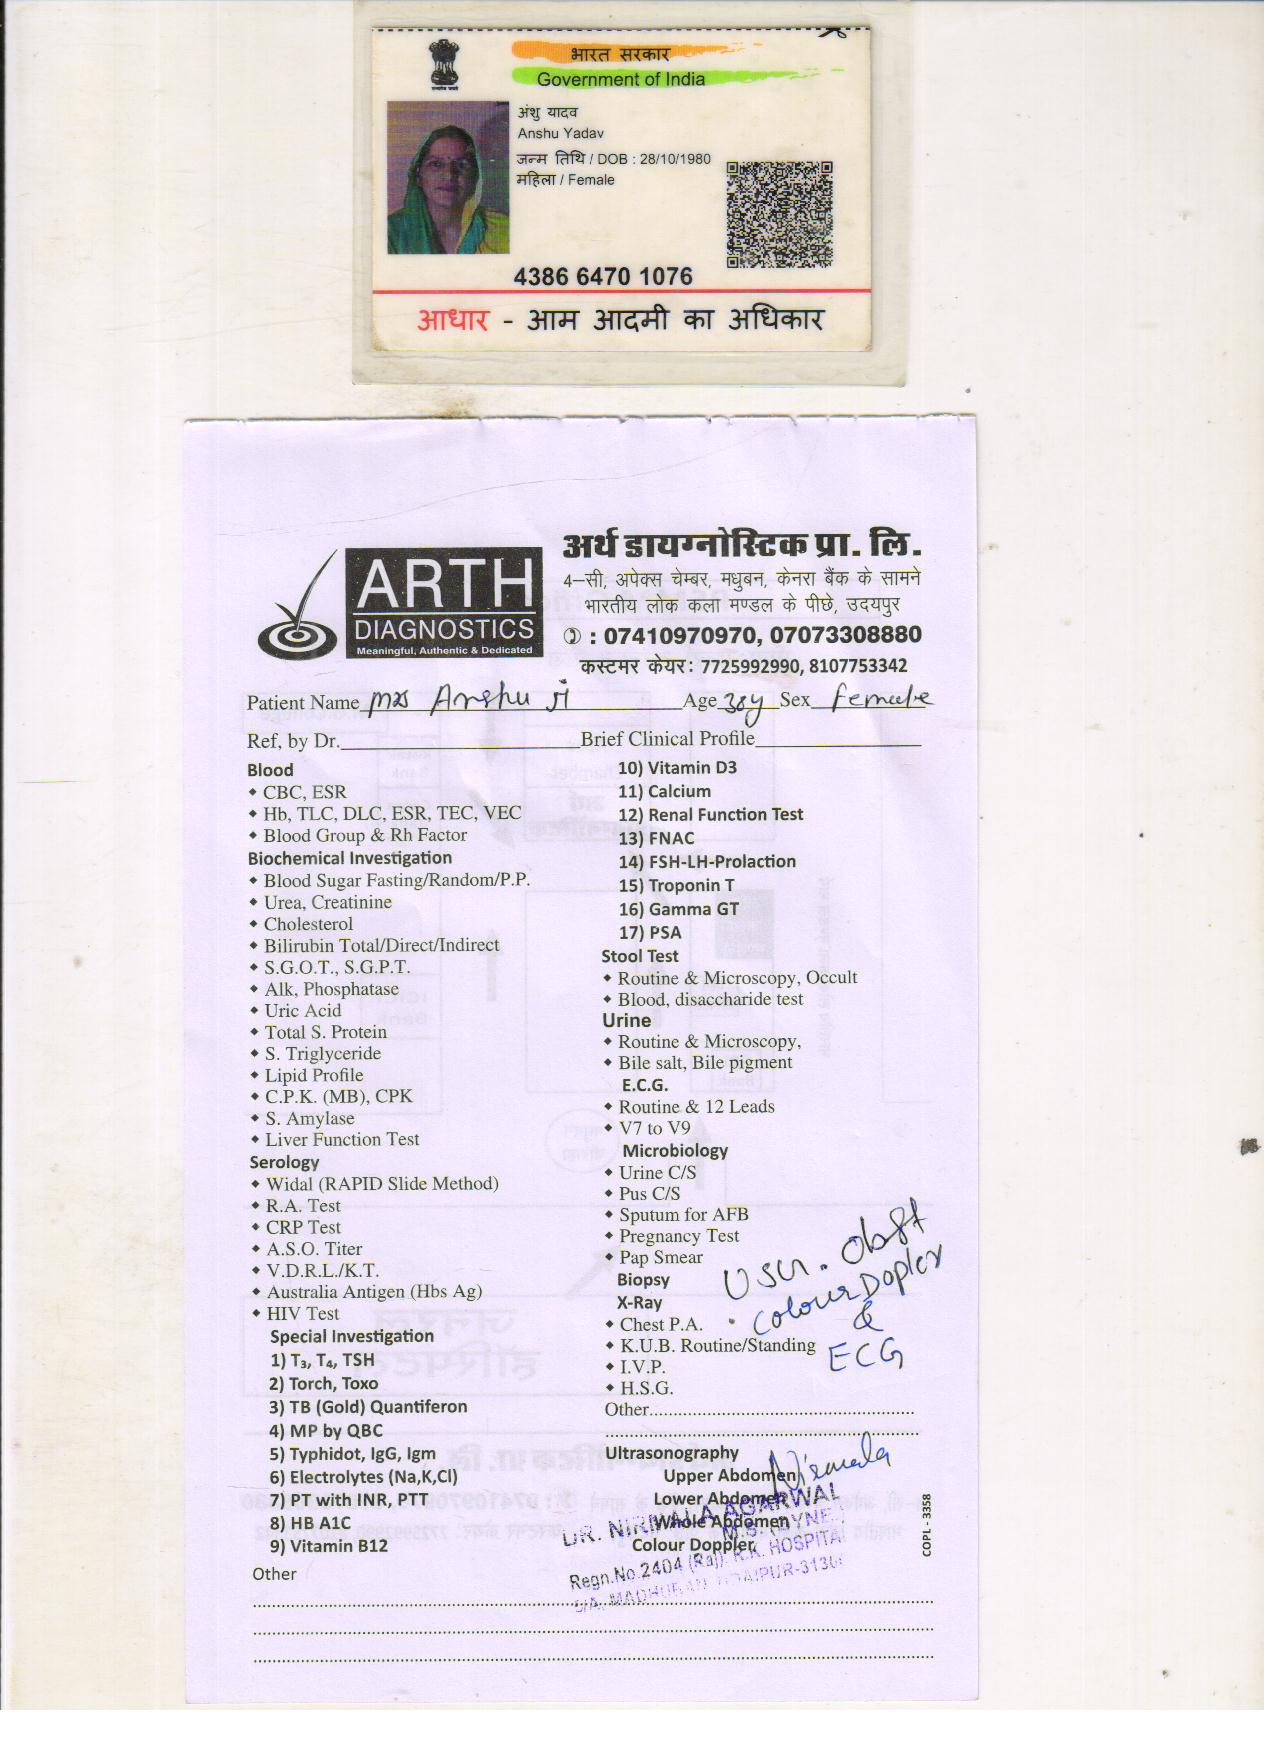 भारत सरकार
Government of India
अंशु यादव
Anshu Yadav
जन्म तिथि / DOB : 28/10/1980
महिला / Female
4386 6470 1076
आधार - आम आदमी का अधिकार
ARTH
DIAGNOSTICS
Meaningful, Authentic & Dedicated
अर्थ डायग्नोस्टिक प्रा. लि.
4–सी, अपेक्स चेम्बर, मधुबन, केनरा बैंक के सामने
भारतीय लोक कला मण्डल के पीछे, उदयपुर
: 07410970970, 07073308880
कस्टमर केयर: 7725992990, 8107753342
Patient Name Mrs Anshu Ji Age 38y Sex Female
Ref, by Dr. Brief Clinical Profile
Blood
CBC, ESR
Hb, TLC, DLC, ESR, TEC, VEC
Blood Group & Rh Factor
Biochemical Investigation
Blood Sugar Fasting/Random/P.P.
Urea, Creatinine
Cholesterol
Bilirubin Total/Direct/Indirect
S.G.O.T., S.G.P.T.
Alk, Phosphatase
Uric Acid
Total S. Protein
S. Triglyceride
Lipid Profile
C.P.K. (MB), CPK
S. Amylase
Liver Function Test
Serology
Widal (RAPID Slide Method)
R.A. Test
CRP Test
A.S.O. Titer
V.D.R.L./K.T.
Australia Antigen (Hbs Ag)
HIV Test
Special Investigation
1) T₃, T₄, TSH
2) Torch, Toxo
3) TB (Gold) Quantiferon
4) MP by QBC
5) Typhidot, IgG, Igm
6) Electrolytes (Na,K,Cl)
7) PT with INR, PTT
8) HB A1C
9) Vitamin B12
Other
10) Vitamin D3
11) Calcium
12) Renal Function Test
13) FNAC
14) FSH-LH-Prolaction
15) Troponin T
16) Gamma GT
17) PSA
Stool Test
Routine & Microscopy, Occult
Blood, disaccharide test
Urine
Routine & Microscopy,
Bile salt, Bile pigment
E.C.G.
Routine & 12 Leads
V7 to V9
Microbiology
Urine C/S
Pus C/S
Sputum for AFB
Pregnancy Test
Pap Smear
Biopsy
X-Ray
Chest P.A.
K.U.B. Routine/Standing
I.V.P.
H.S.G.
Other
Colour Dopler
&
ECG
Ultrasonography
Upper Abdomen
Lower Abdomen
Whole Abdomen
Colour Doppler
Nirmala
DR. NIRMALA AGARWAL
Regn.No.2404 (Raj). R.K. HOSPITAL
COPL - 3358